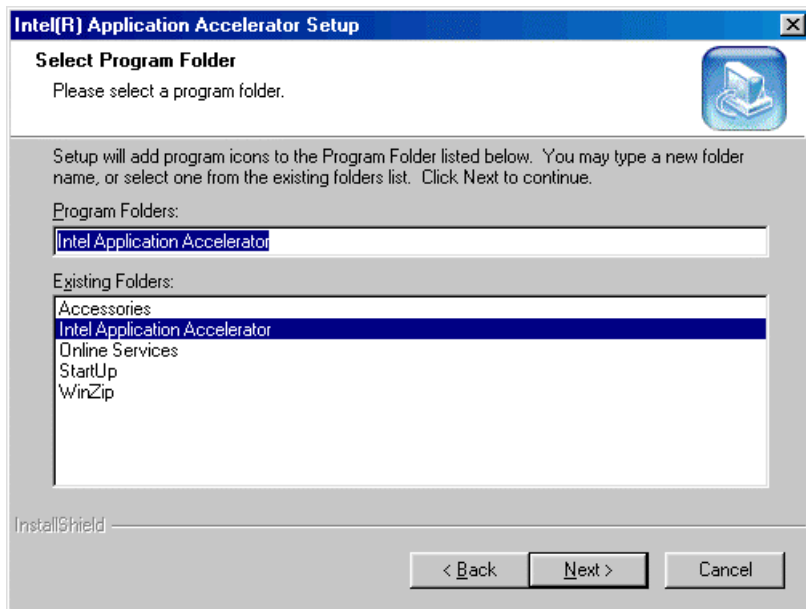 Intel(R) Application Accelerator Setup
Select Program Folder
Please select a program folder.
Setup will add program icons to the Program Folder listed below. You may type a new folder
name, or select one from the existing folders list. Click Next to continue.
Program Folders:
Intel Application Accelerator
Existing Folders:
Accessories
Intel Application Accelerator
Online Services
StartUp
WinZip
InstallShield
< Back
Next >
Cancel